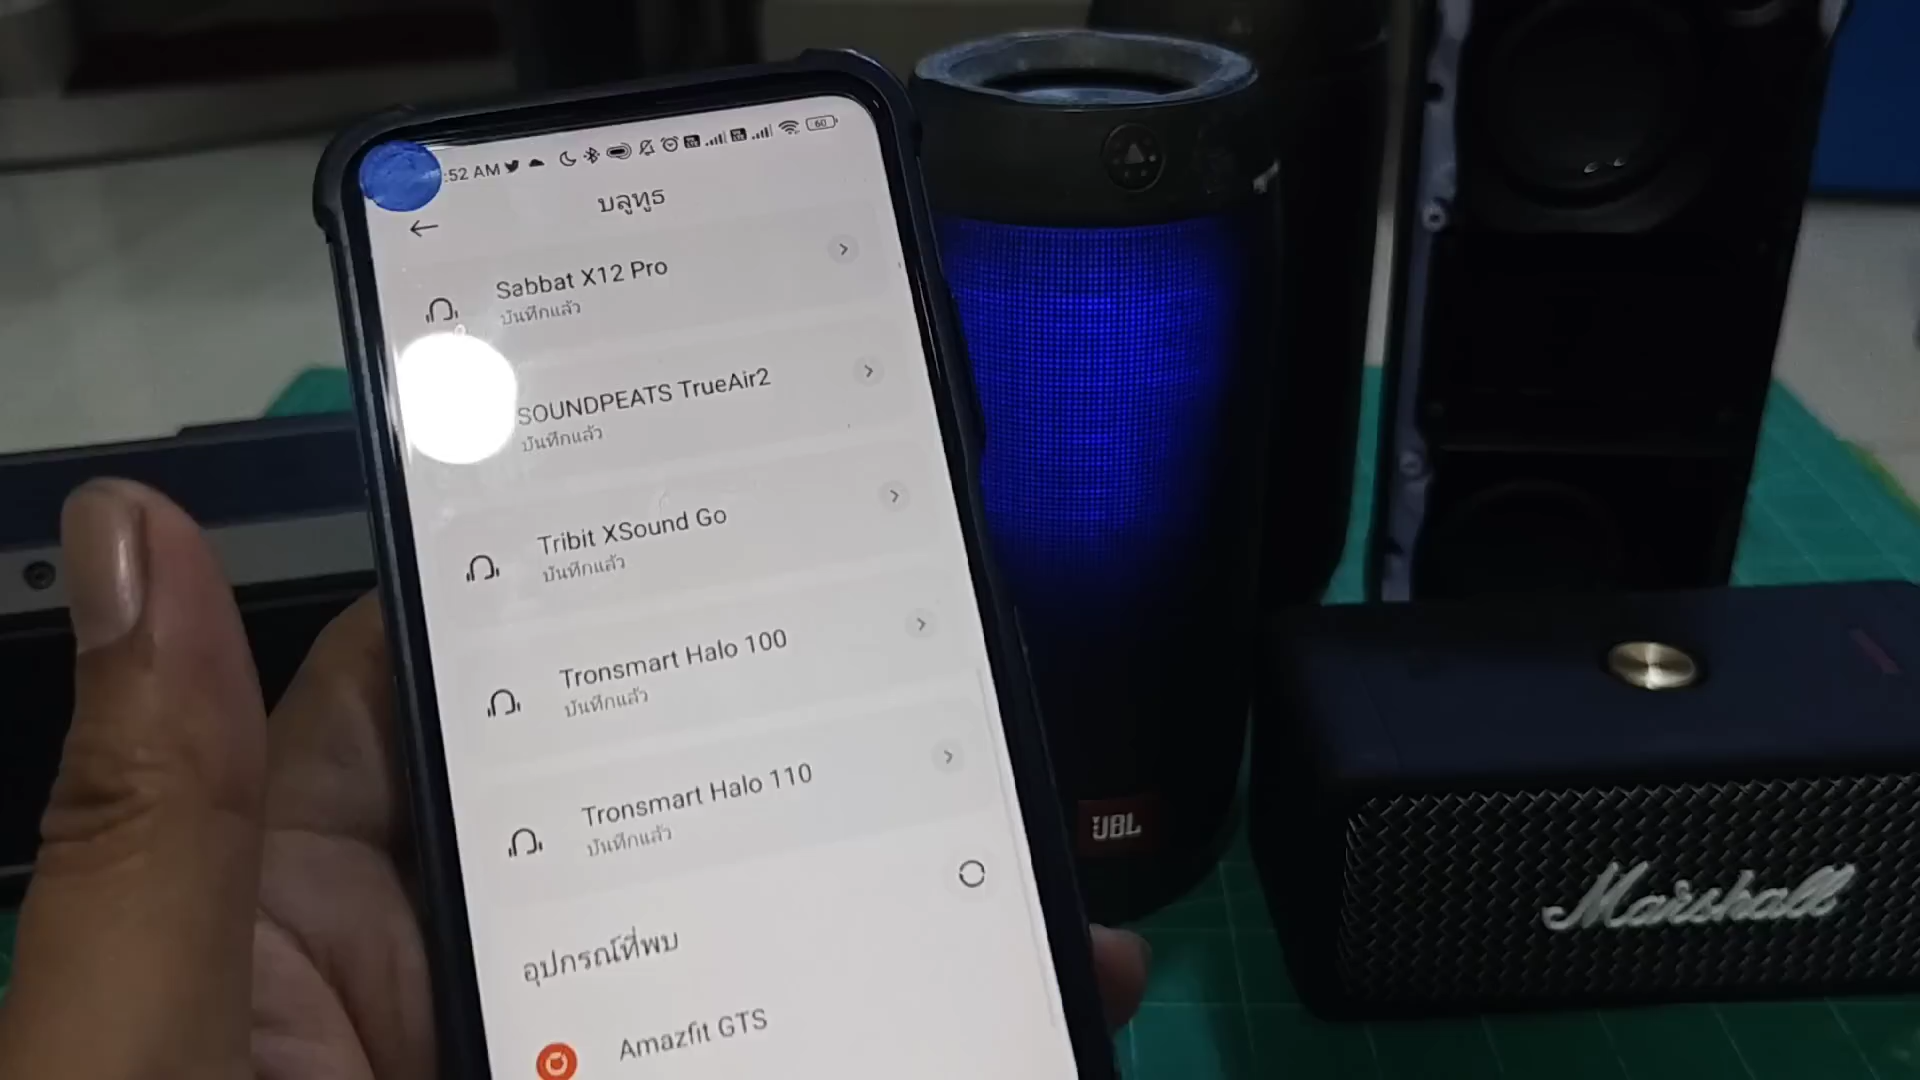 :52 AM
60
บลูทูธ
Sabbat X12 Pro
บันทึกแล้ว
SOUNDPEATS TrueAir2
บันทึกแล้ว
Tribit XSound Go
บันทึกแล้ว
Tronsmart Halo 100
บันทึกแล้ว
Tronsmart Halo 110
บันทึกแล้ว
อุปกรณ์ที่พบ
Amazfit GTS
JBL
Marshall